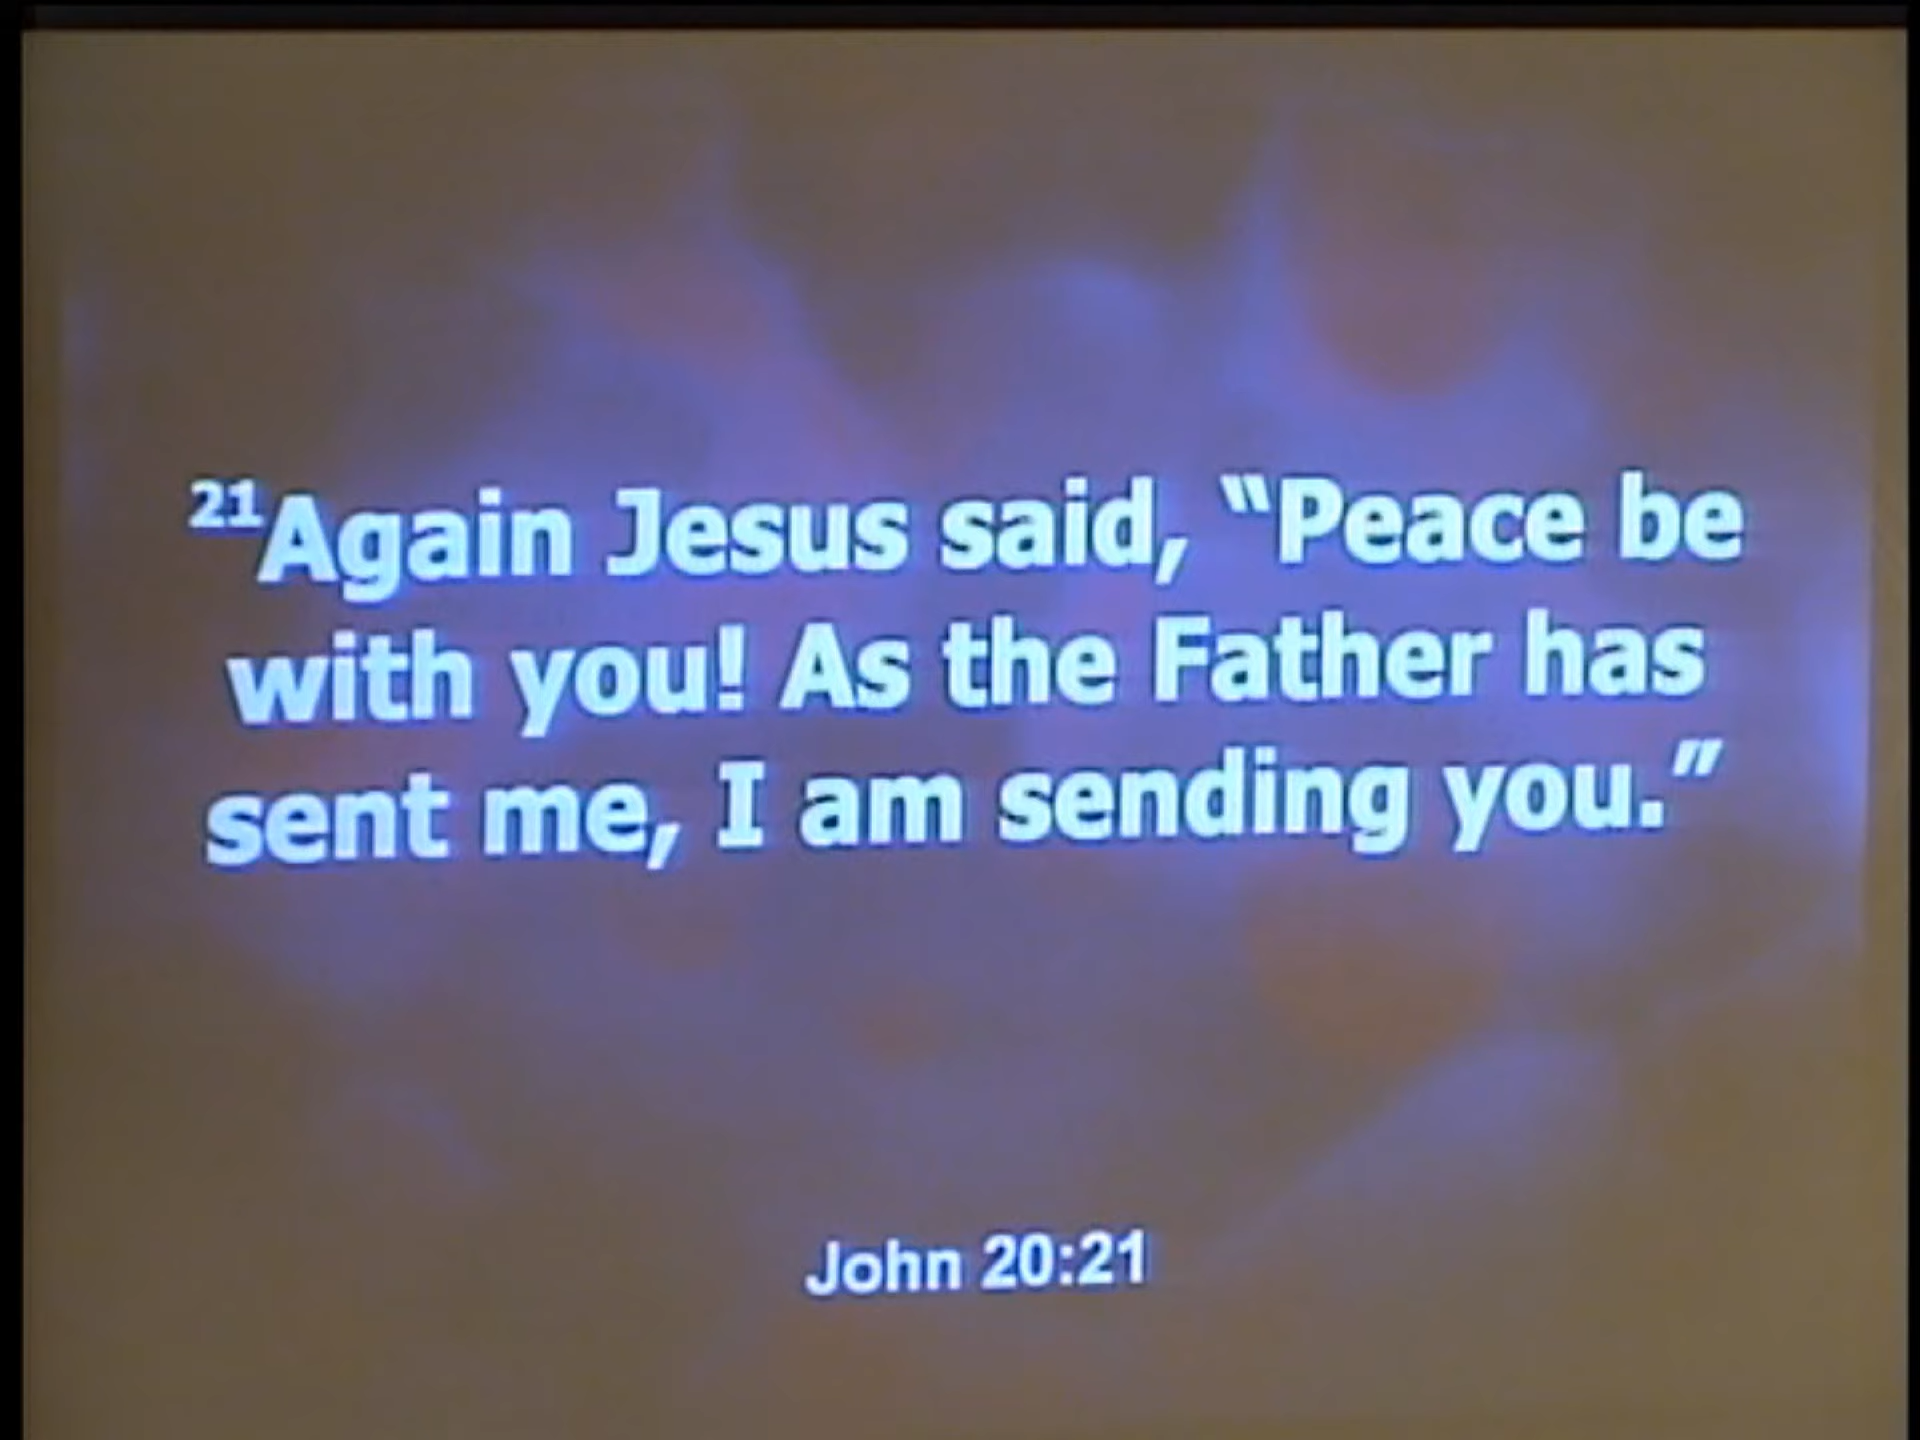 ²¹Again Jesus said, “Peace be
with you! As the Father has
sent me, I am sending you.”
John 20:21